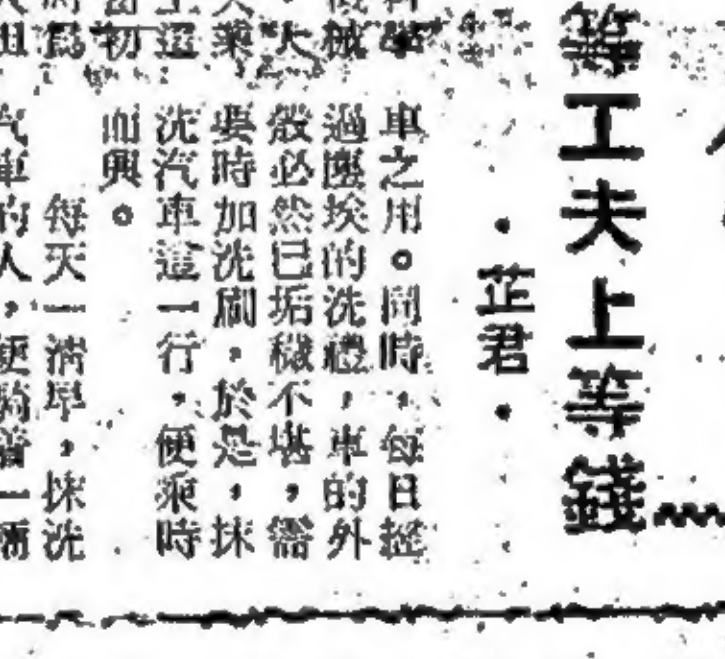 等工夫上等錢
·芷君·
車之用。同時，每日經
過塵埃的洗禮，車的外
殼必然已垢穢不堪，需
要時加洗刷，於是，抹
洗汽車這一行，便乘時
而興。
每天一清早，抹洗
汽車的人，便騎着一輛